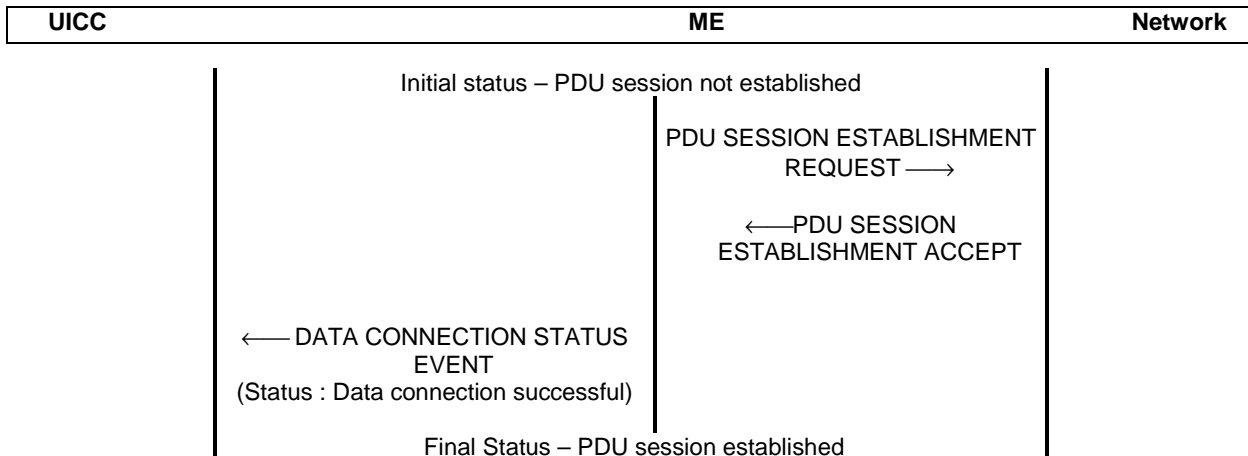 UICC ME Network
Initial status – PDU session not established
PDU SESSION ESTABLISHMENT
REQUEST ⟶
⟵PDU SESSION
ESTABLISHMENT ACCEPT
⟵ DATA CONNECTION STATUS
EVENT
(Status : Data connection successful)
Final Status – PDU session established